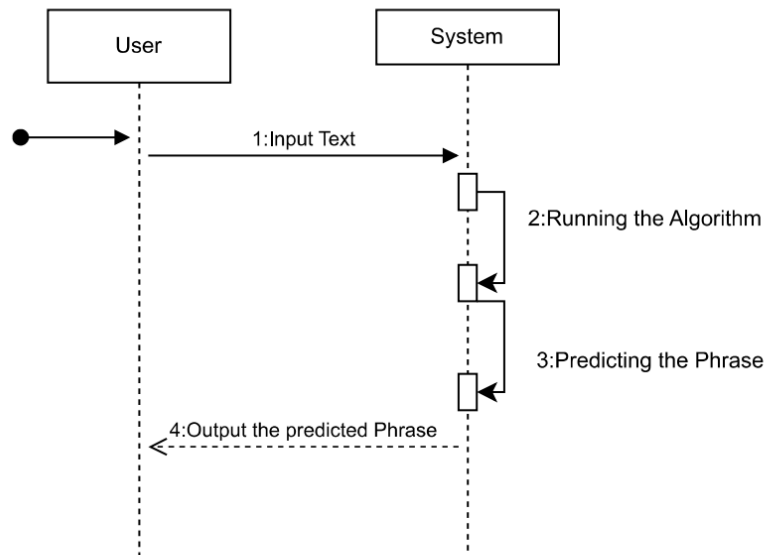 User
System
1:Input Text
2:Running the Algorithm
3:Predicting the Phrase
4:Output the predicted Phrase